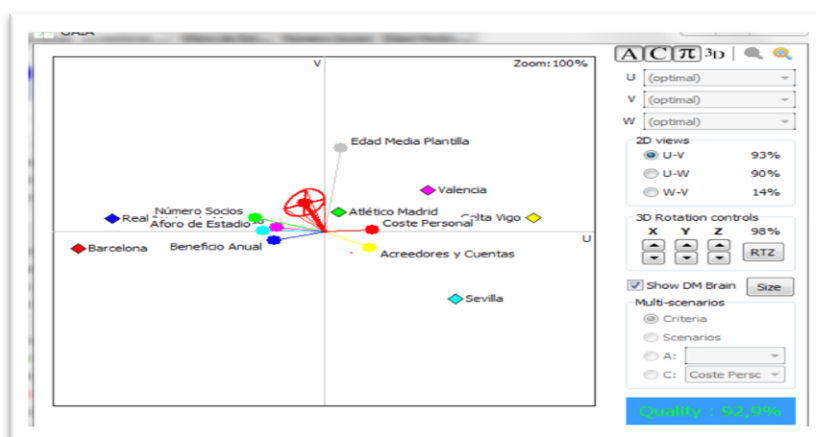 GAIA
V
Zoom: 100%
A C π 3D
U (optimal)
V (optimal)
W (optimal)
2D views
U-V 93%
U-W 90%
W-V 14%
3D Rotation controls
X Y Z 98%
RTZ
Show DM Brain
Size
Multi-scenarios
Criteria
Scenarios
A:
C: Coste Persc
Quality : 92,9%
Edad Media Plantilla
Valencia
Número Socios
Real
Atlético Madrid
Celta Vigo
Aforo de Estadio
Coste Personal
U
Barcelona
Beneficio Anual
Acreedores y Cuentas
Sevilla